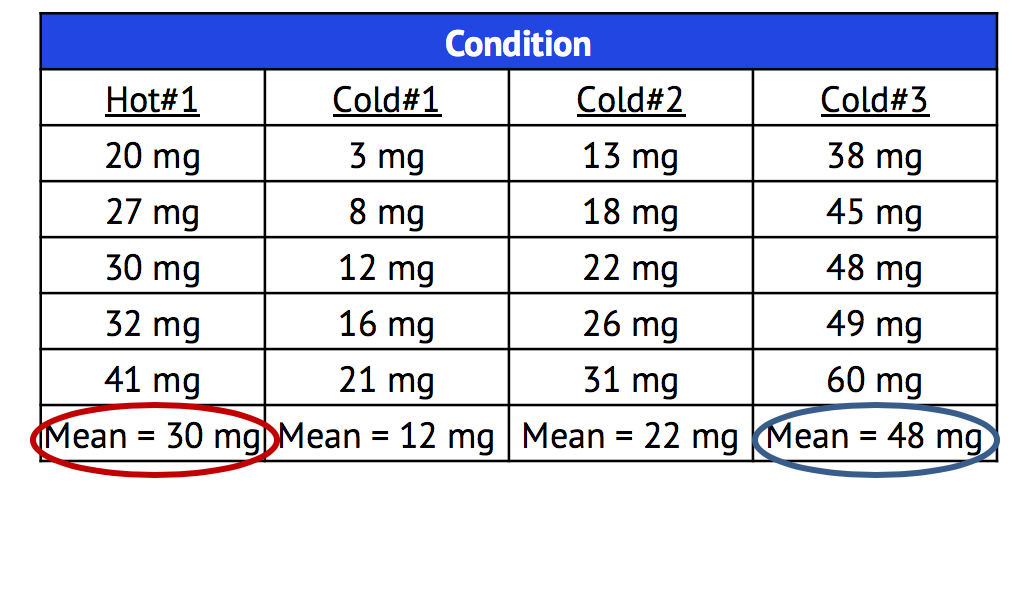 Condition
Hot#1 Cold#1 Cold#2 Cold#3
20 mg 3 mg 13 mg 38 mg
27 mg 8 mg 18 mg 45 mg
30 mg 12 mg 22 mg 48 mg
32 mg 16 mg 26 mg 49 mg
41 mg 21 mg 31 mg 60 mg
Mean = 30 mg Mean = 12 mg Mean = 22 mg Mean = 48 mg